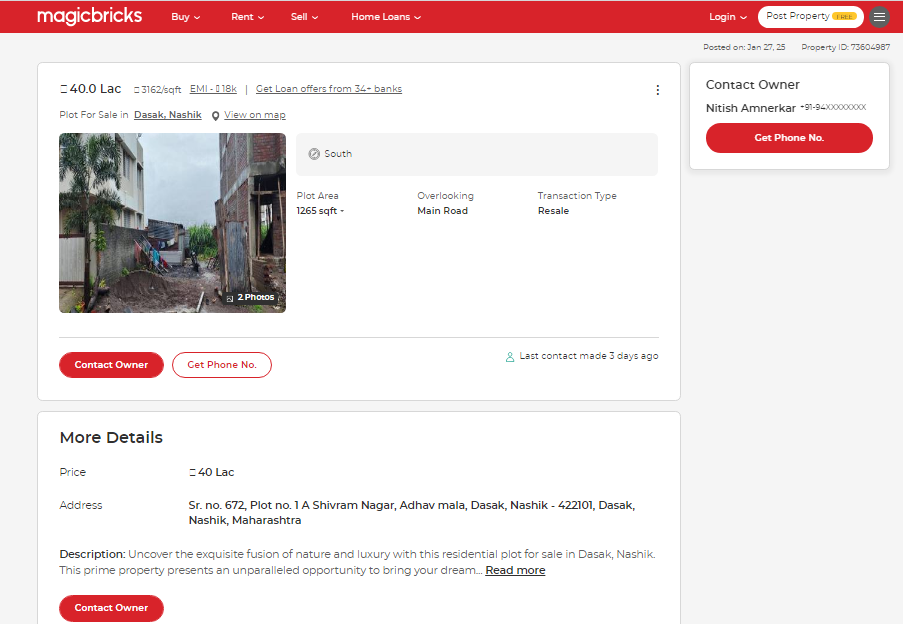 magicbricks
Buy Rent Sell Home Loans Login Post Property FREE
Posted on: Jan 27, 25 Property ID: 73604987
40.0 Lac 3162/sqft EMI - 18k | Get Loan offers from 34+ banks
Plot For Sale in Dasak, Nashik View on map
South
Plot Area Overlooking Transaction Type
1265 sqft Main Road Resale
2 Photos
Contact Owner Get Phone No. Last contact made 3 days ago
Contact Owner
Nitish Amnerkar +91-94XXXXXXXX
Get Phone No.
More Details
Price 40 Lac
Address Sr. no. 672, Plot no. 1 A Shivram Nagar, Adhav mala, Dasak, Nashik - 422101, Dasak,
Nashik, Maharashtra
Description: Uncover the exquisite fusion of nature and luxury with this residential plot for sale in Dasak, Nashik.
This prime property presents an unparalleled opportunity to bring your dream... Read more
Contact Owner